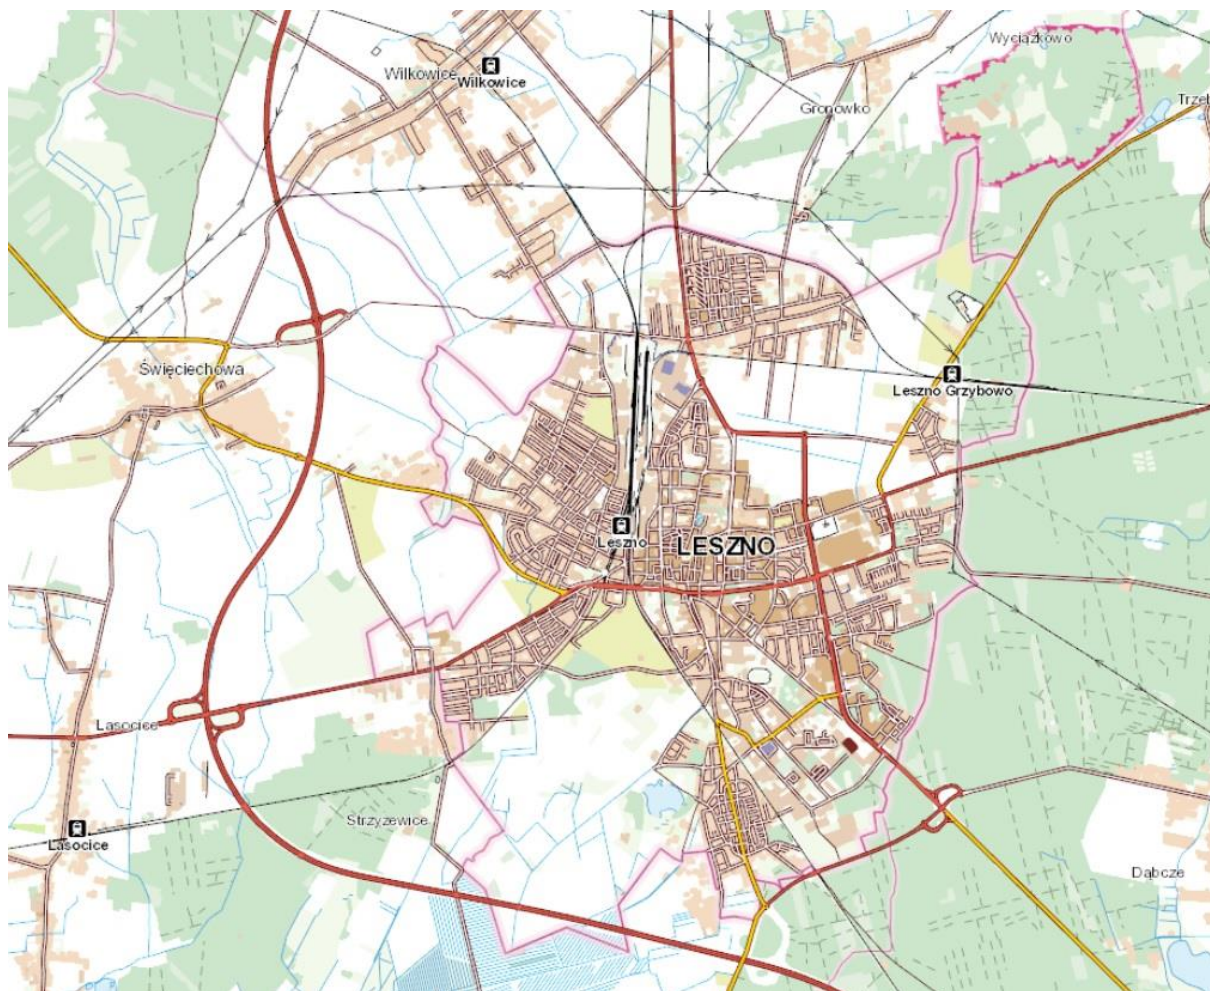 Wyciążkowo
Wilkowice
Wilkowice
Trzeb
Gronówko
Święciechowa
Leszno Grzybowo
Leszno
LESZNO
Lasocice
Strzyżewice
Lasocice
Dąbcze